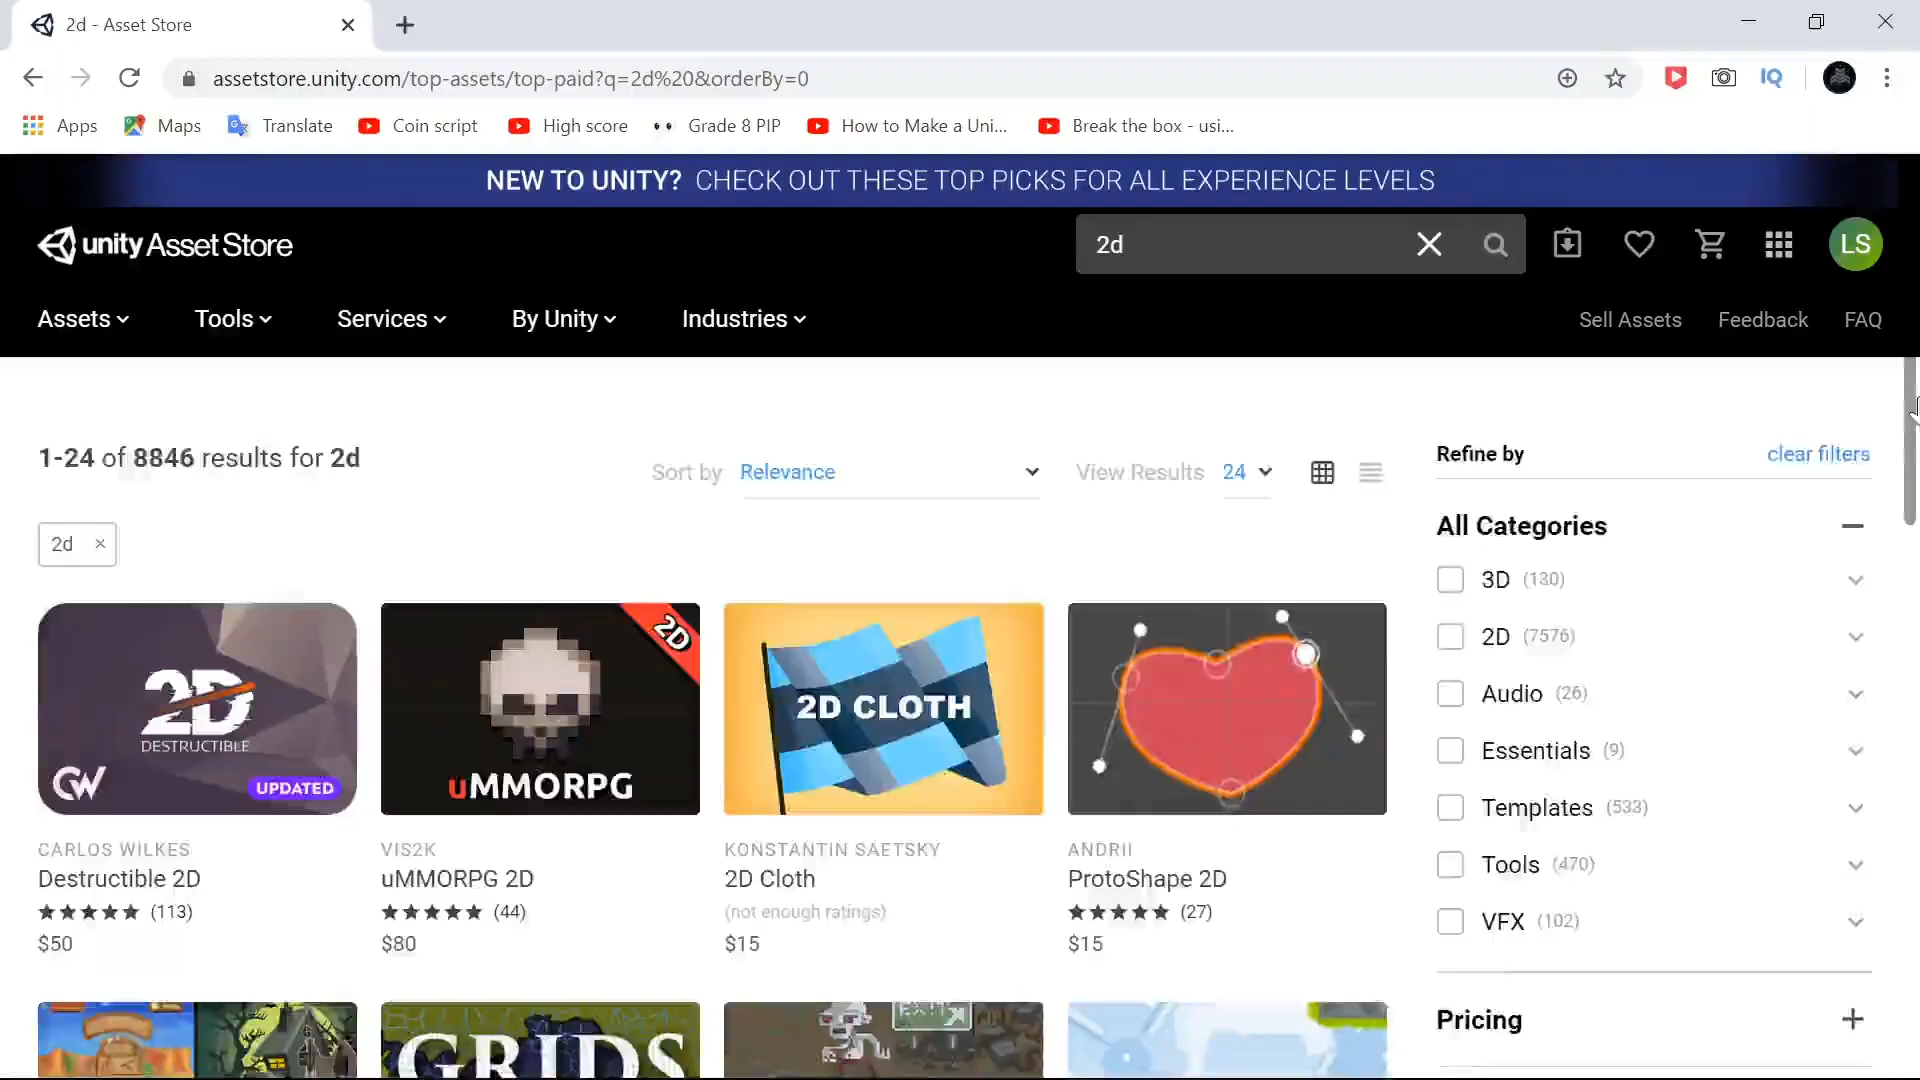 2d - Asset Store
assetstore.unity.com/top-assets/top-paid?q=2d%20&orderBy=0
IQ
Apps Maps Translate Coin script High score Grade 8 PIP How to Make a Uni... Break the box - usi...
NEW TO UNITY? CHECK OUT THESE TOP PICKS FOR ALL EXPERIENCE LEVELS
unity Asset Store
2d
LS
Assets Tools Services By Unity Industries
Sell Assets Feedback FAQ
1-24 of 8846 results for 2d
Sort by Relevance
View Results 24
Refine by
clear filters
2d ×
All Categories
3D (130)
2D (7576)
Audio (26)
Essentials (9)
Templates (533)
Tools (470)
VFX (102)
Pricing
2D
DESTRUCTIBLE
CW
UPDATED
2D
uMMORPG
2D CLOTH
CARLOS WILKES
Destructible 2D
(113)
$50
VIS2K
uMMORPG 2D
(44)
$80
KONSTANTIN SAETSKY
2D Cloth
(not enough ratings)
$15
ANDRII
ProtoShape 2D
(27)
$15
GRIDS